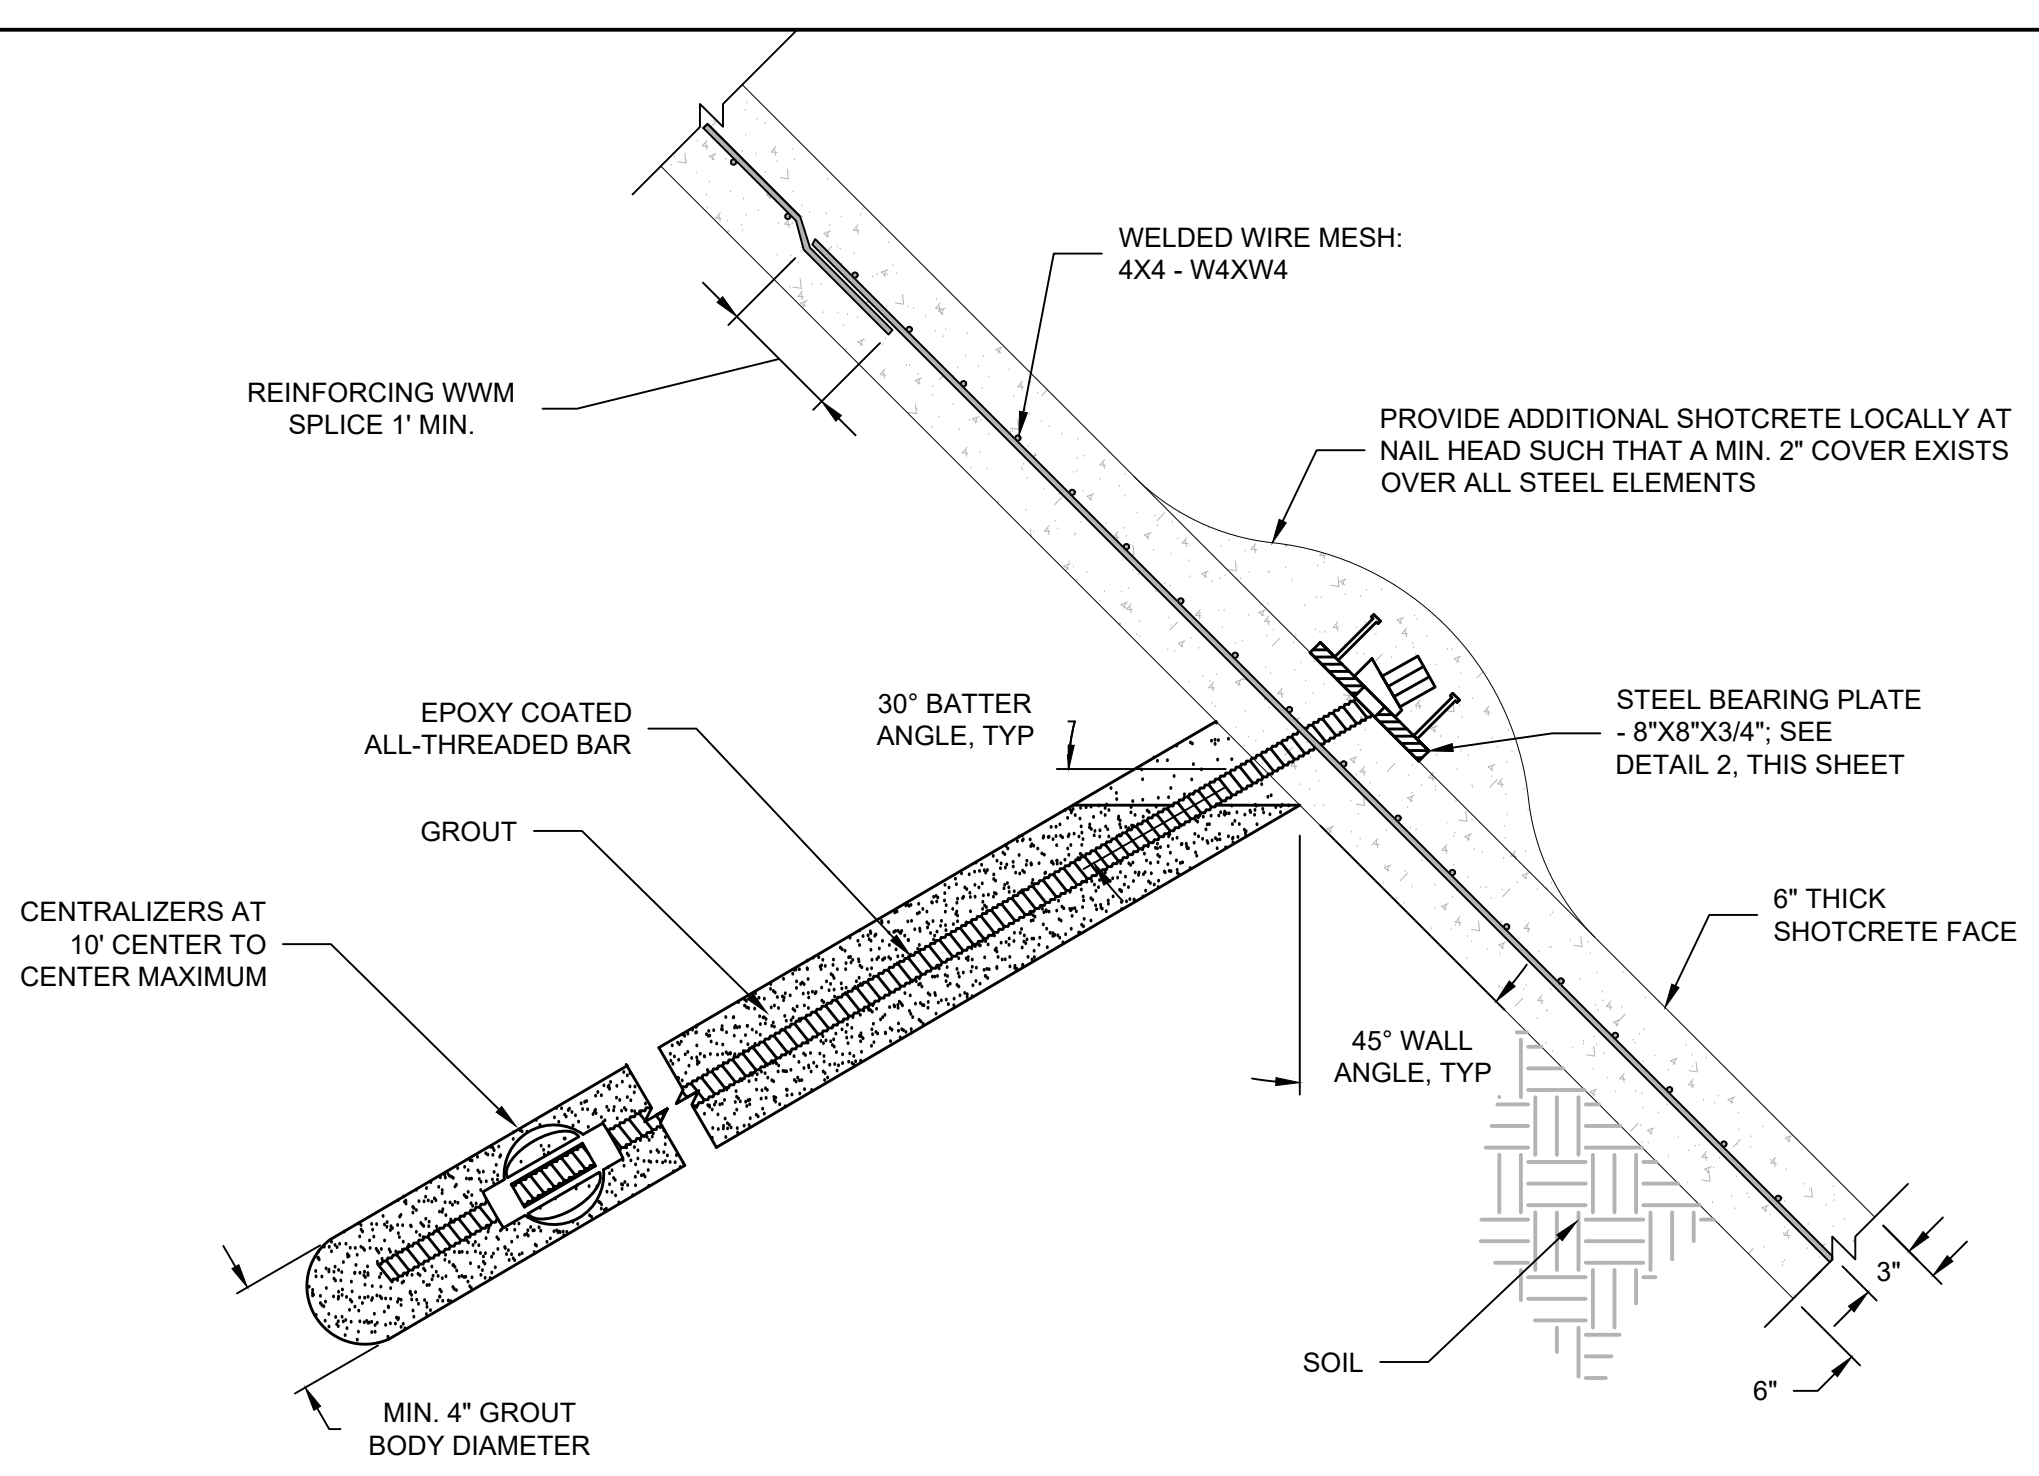 WELDED WIRE MESH:
4X4 - W4XW4
REINFORCING WWM
SPLICE 1' MIN.
PROVIDE ADDITIONAL SHOTCRETE LOCALLY AT
NAIL HEAD SUCH THAT A MIN. 2" COVER EXISTS
OVER ALL STEEL ELEMENTS
EPOXY COATED
ALL-THREADED BAR
30° BATTER
ANGLE, TYP
STEEL BEARING PLATE
- 8"X8"X3/4"; SEE
DETAIL 2, THIS SHEET
GROUT
CENTRALIZERS AT
10' CENTER TO
CENTER MAXIMUM
6" THICK
SHOTCRETE FACE
45° WALL
ANGLE, TYP
3"
SOIL
6"
MIN. 4" GROUT
BODY DIAMETER